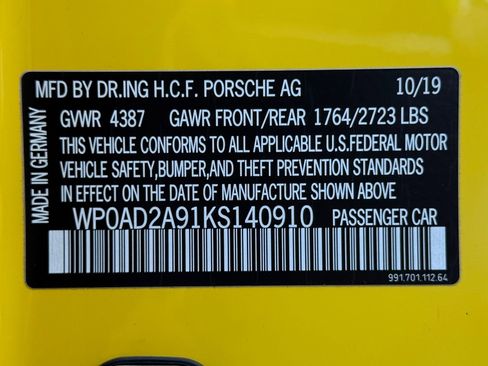 MFD BY DR.ING H.C.F. PORSCHE AG 10/19
GVWR 4387 GAWR FRONT/REAR 1764/2723 LBS
THIS VEHICLE CONFORMS TO ALL APPLICABLE U.S.FEDERAL MOTOR
VEHICLE SAFETY,BUMPER,AND THEFT PREVENTION STANDARDS
IN EFFECT ON THE DATE OF MANUFACTURE SHOWN ABOVE
WP0AD2A91KS140910 PASSENGER CAR
991.701.112.64
MADE IN GERMANY